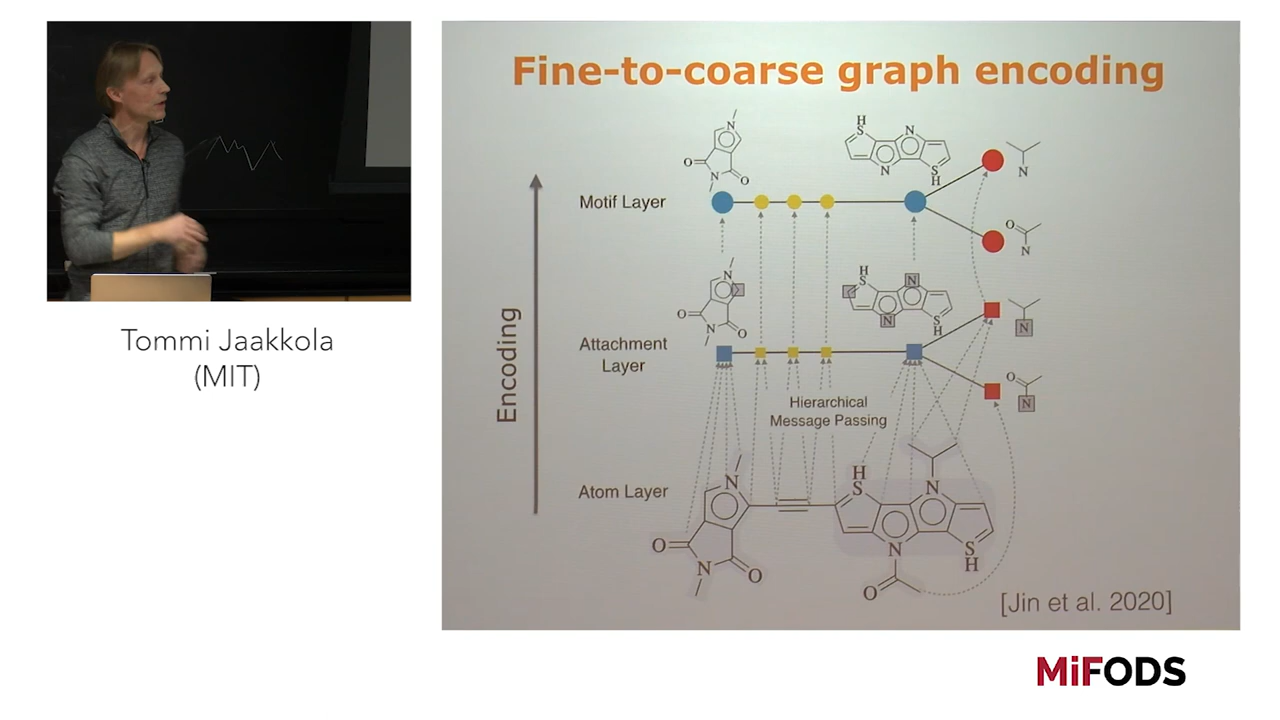 Fine-to-coarse graph encoding
Tommi Jaakkola
(MIT)
Encoding
Motif Layer
N
O
N
O
H
S
N
N
S
H
N
O
N
Attachment
Layer
N
O
N
O
H
S
N
N
S
H
N
O
N
Hierarchical
Message Passing
Atom Layer
N
O
N
O
H
S
N
N
S
H
O
[Jin et al. 2020]
MiFODS